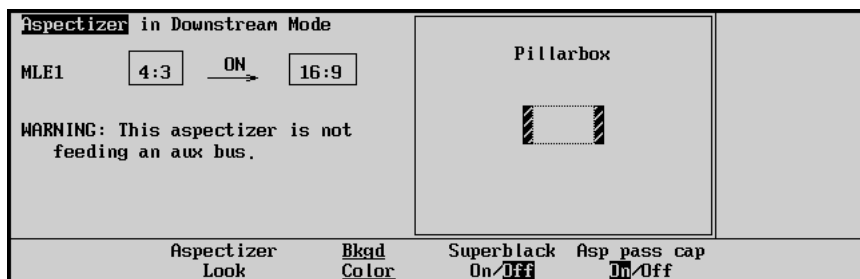 Aspectizer in Downstream Mode
Pillarbox
MLE1 4:3 ON 16:9
WARNING: This aspectizer is not
feeding an aux bus.
Aspectizer Bkgd Superblack Asp pass cap
Look Color On/Off On/Off